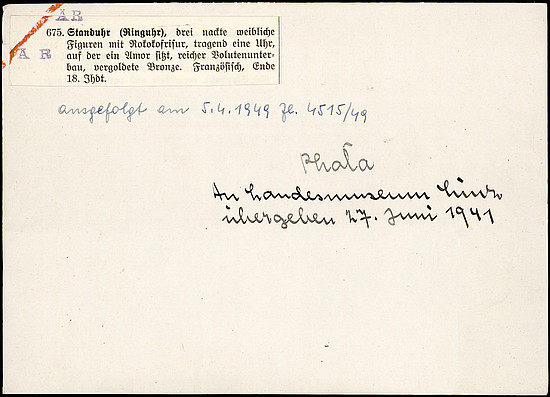 AR
AR
675. Standuhr (Ringuhr), drei nackte weibliche
Figuren mit Rokokofrisur, tragend eine Uhr,
auf der ein Amor sitzt, reicher Volutenunter-
bau, vergoldete Bronze. Französisch, Ende
18. Jhdt.
ausgefolgt am 5.4.1949 Zl. 4515/49
An Landesmuseum Linz
übergeben 27. Juni 1941